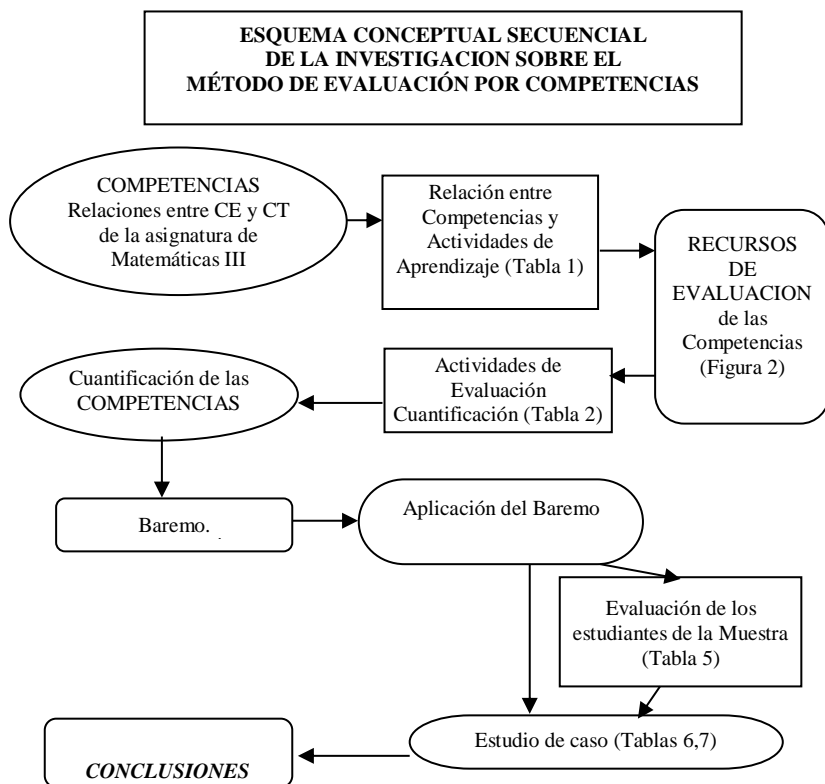 ESQUEMA CONCEPTUAL SECUENCIAL
DE LA INVESTIGACION SOBRE EL
MÉTODO DE EVALUACIÓN POR COMPETENCIAS
COMPETENCIAS
Relaciones entre CE y CT
de la asignatura de
Matemáticas III
Relación entre
Competencias y
Actividades de
Aprendizaje (Tabla 1)
RECURSOS
DE
EVALUACION
de las
Competencias
(Figura 2)
Actividades de
Evaluación
Cuantificación (Tabla 2)
Cuantificación de las
COMPETENCIAS
Baremo.
.
Aplicación del Baremo
Evaluación de los
estudiantes de la Muestra
(Tabla 5)
Estudio de caso (Tablas 6,7)
CONCLUSIONES